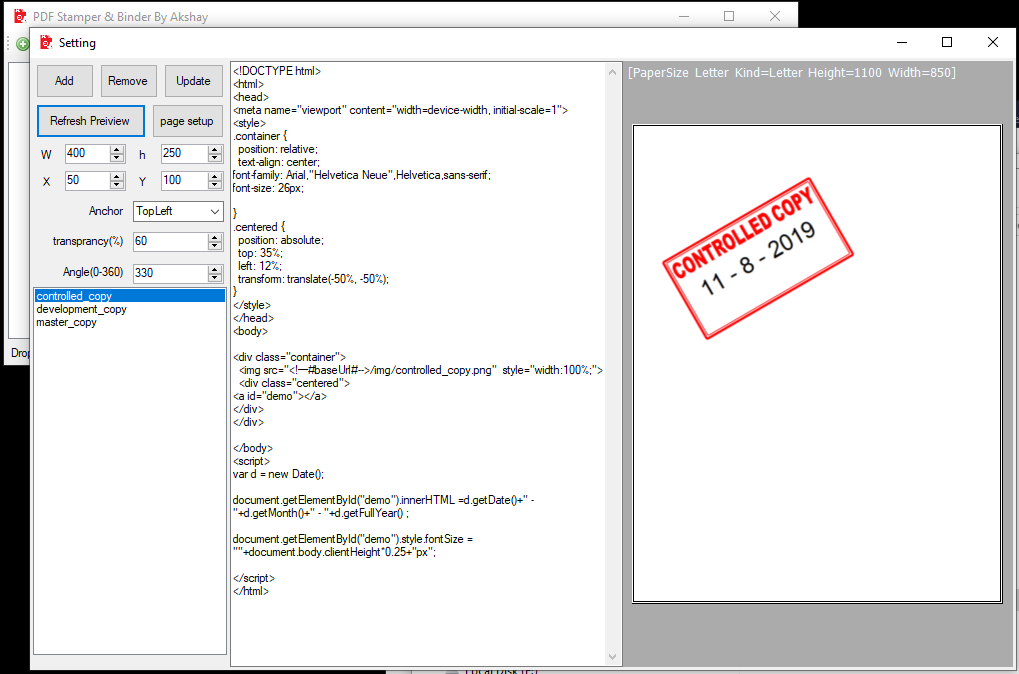 PDF Stamper & Binder By Akshay
Setting
Add
Remove
Update
Refresh Preiview
page setup
W
400
h
250
X
50
Y
100
Anchor
TopLeft
transprancy(%)
60
Angle(0-360)
330
controlled_copy
development_copy
master_copy
Drop
<!DOCTYPE html>
<html>
<head>
<meta name="viewport" content="width=device-width, initial-scale=1">
<style>
.container {
  position: relative;
  text-align: center;
font-family: Arial,"Helvetica Neue",Helvetica,sans-serif;
font-size: 26px;
}
.centered {
  position: absolute;
  top: 35%;
  left: 12%;
  transform: translate(-50%, -50%);
}
</style>
</head>
<body>
<div class="container">
  <img src="<!--#baseUrl#-->/img/controlled_copy.png"  style="width:100%;">
  <div class="centered">
<a id="demo"></a>
</div>
</div>
</body>
<script>
var d = new Date();
document.getElementById("demo").innerHTML =d.getDate()+" -
"+d.getMonth()+" - "+d.getFullYear() ;
document.getElementById("demo").style.fontSize =
""+document.body.clientHeight*0.25+"px";
</script>
</html>
[PaperSize Letter Kind=Letter Height=1100 Width=850]
CONTROLLED COPY
11 - 8 - 2019